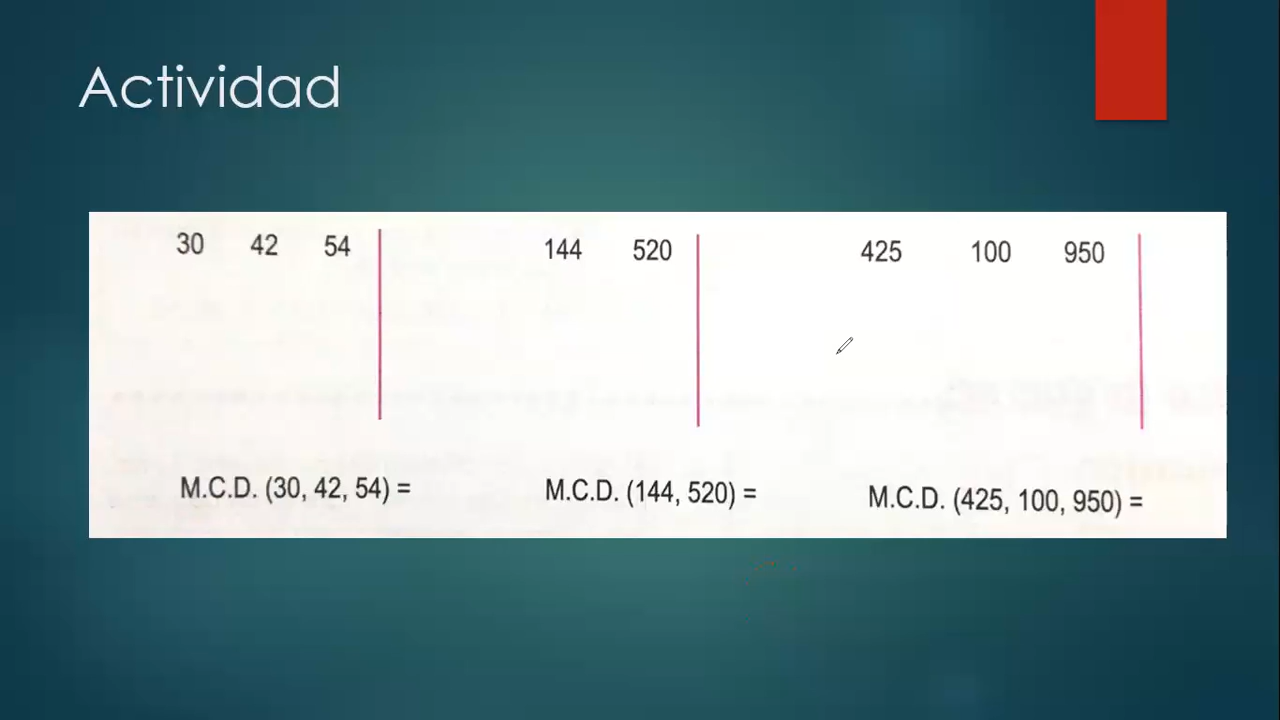 Actividad
30 42 54
144 520
425 100 950
M.C.D. (30, 42, 54) =
M.C.D. (144, 520) =
M.C.D. (425, 100, 950) =